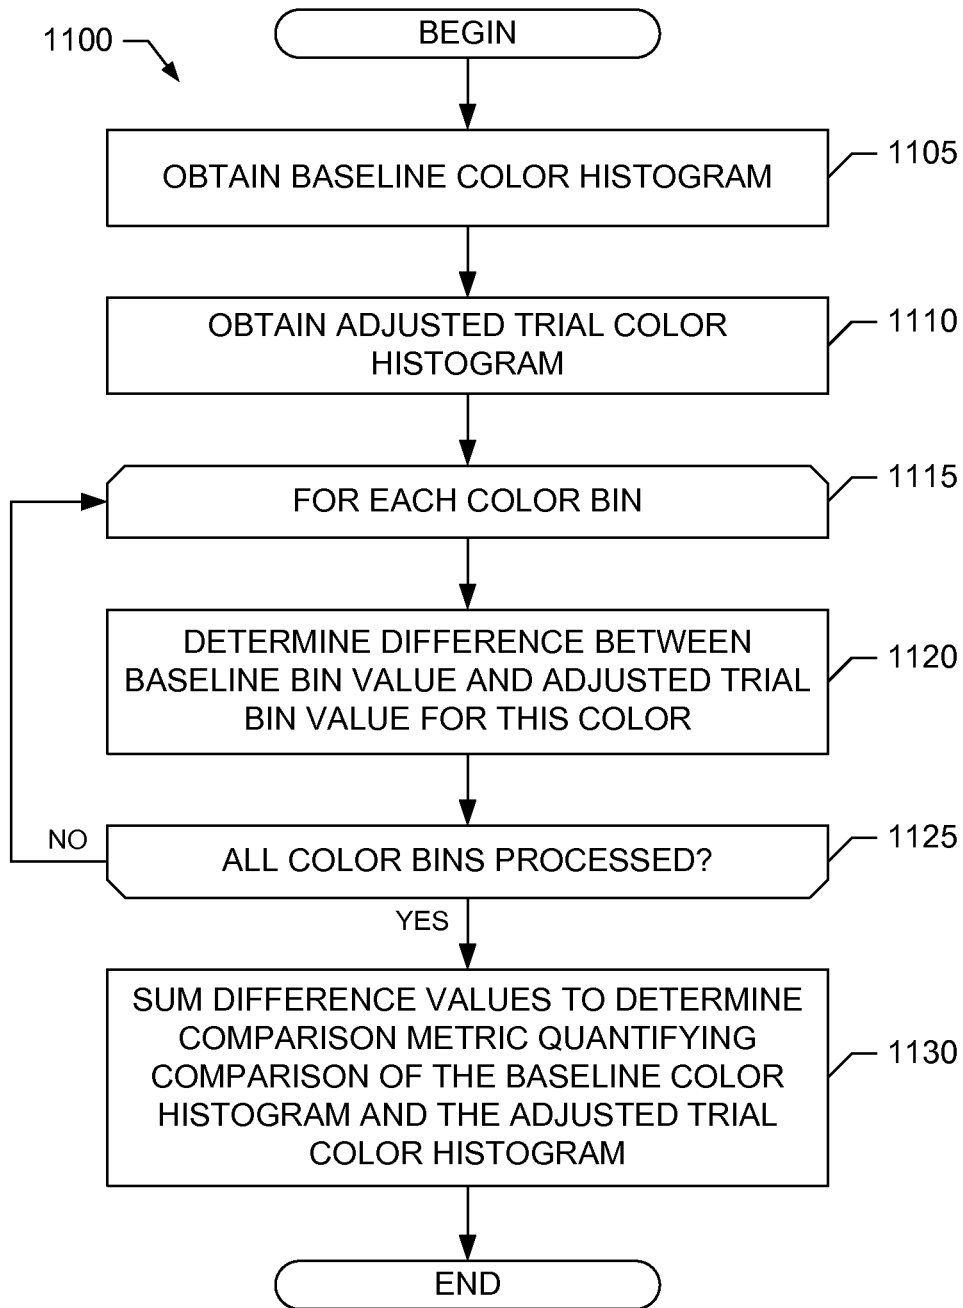 1100
BEGIN
OBTAIN BASELINE COLOR HISTOGRAM
1105
OBTAIN ADJUSTED TRIAL COLOR
HISTOGRAM
1110
FOR EACH COLOR BIN
1115
DETERMINE DIFFERENCE BETWEEN
BASELINE BIN VALUE AND ADJUSTED TRIAL
BIN VALUE FOR THIS COLOR
1120
NO
ALL COLOR BINS PROCESSED?
1125
YES
SUM DIFFERENCE VALUES TO DETERMINE
COMPARISON METRIC QUANTIFYING
COMPARISON OF THE BASELINE COLOR
HISTOGRAM AND THE ADJUSTED TRIAL
COLOR HISTOGRAM
1130
END